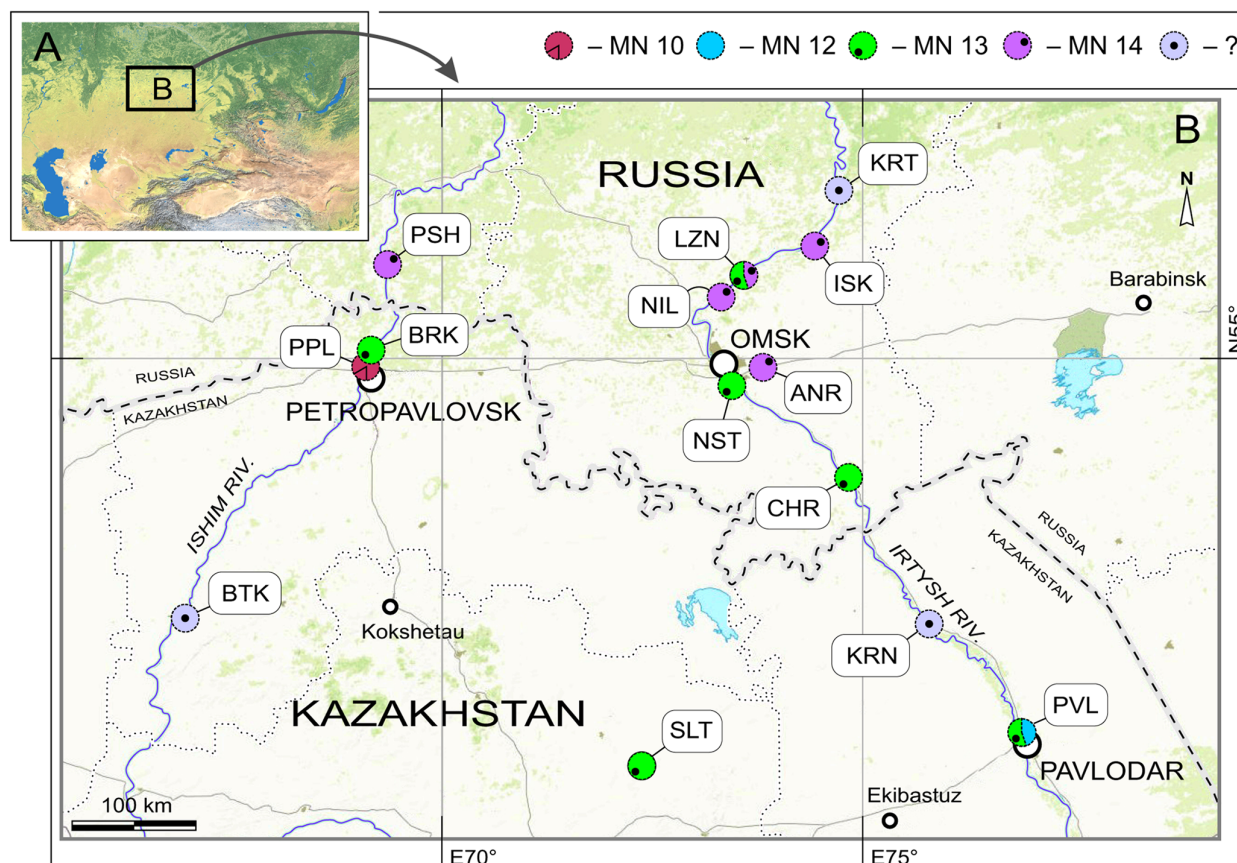 A
B
– MN 10
– MN 12
– MN 13
– MN 14
– ?
B
N
RUSSIA
KRT
PSH
LZN
ISK
NIL
Barabinsk
N55°
BRK
PPL
OMSK
RUSSIA
KAZAKHSTAN
PETROPAVLOVSK
ANR
NST
ISHIM RIV.
CHR
RUSSIA
KAZAKHSTAN
IRTYSH RIV.
BTK
Kokshetau
KRN
KAZAKHSTAN
SLT
PVL
PAVLODAR
Ekibastuz
100 km
E70°
E75°